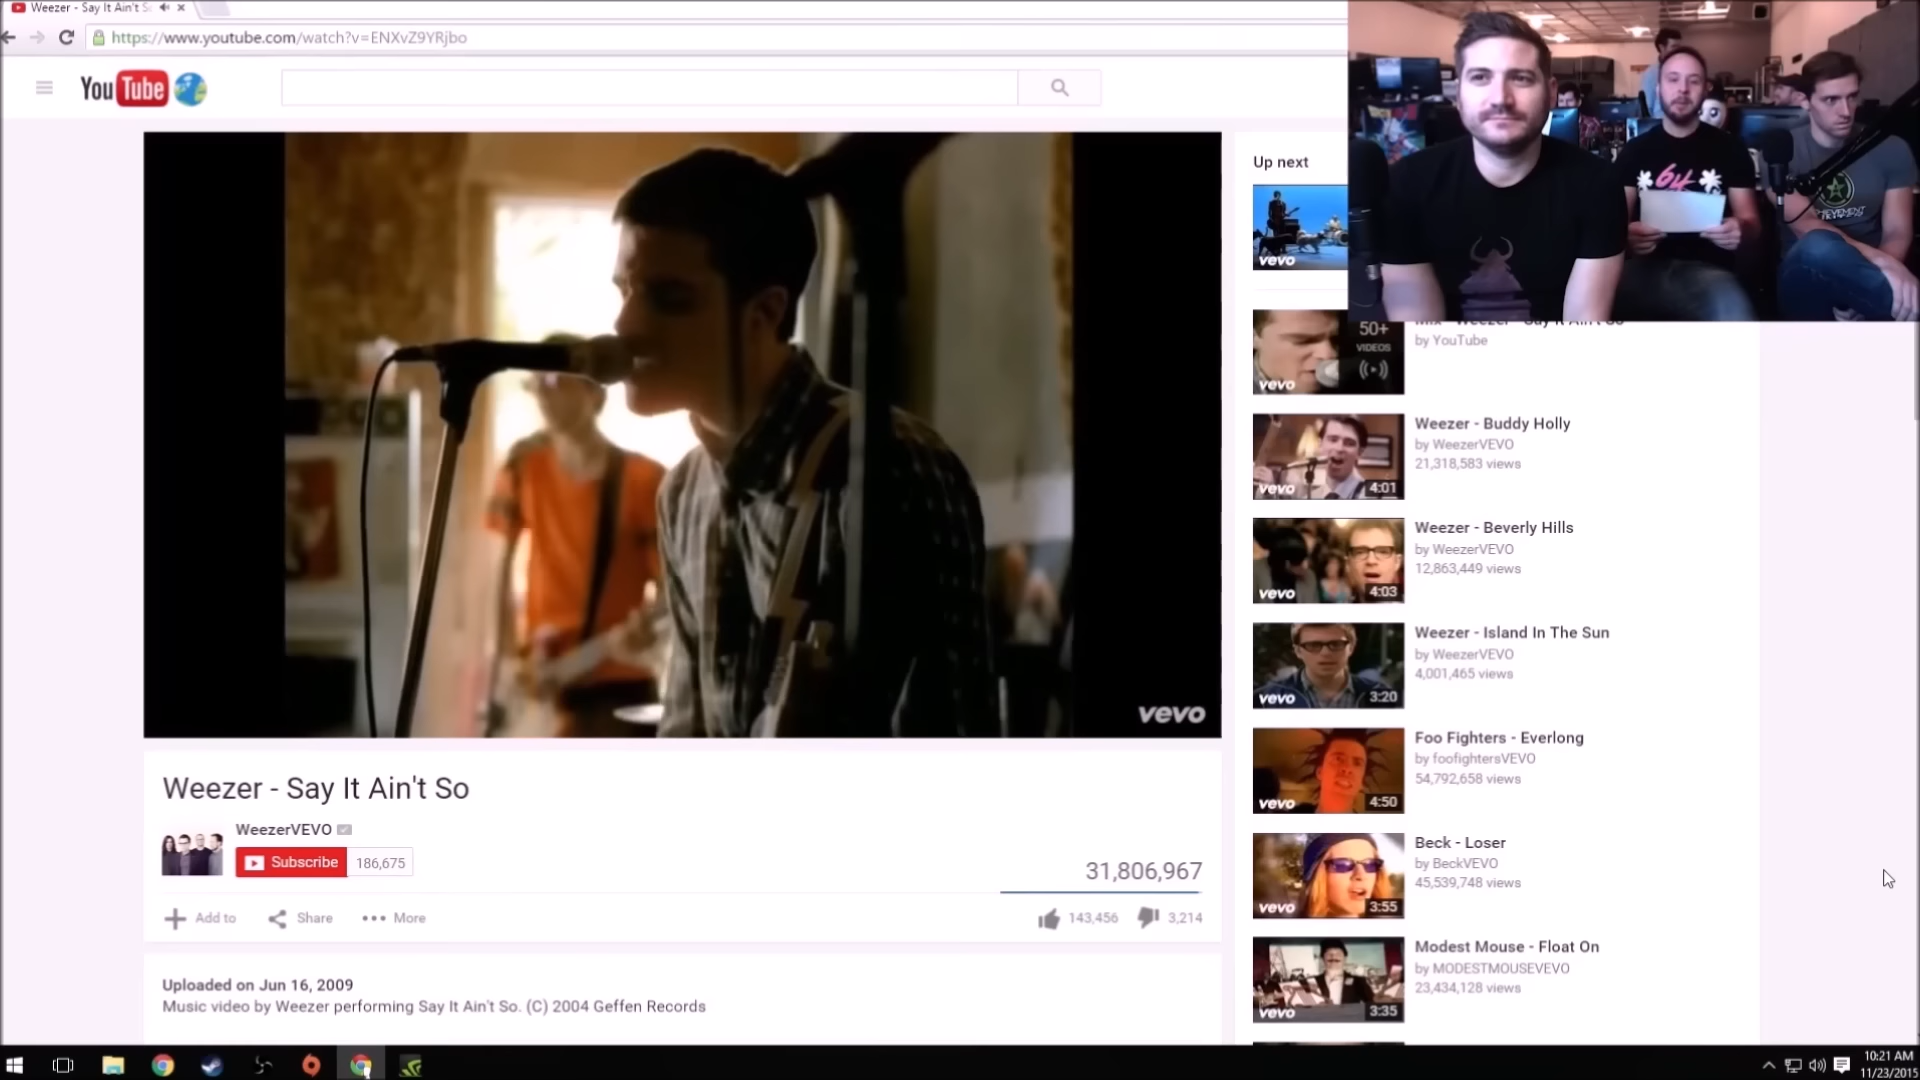 Weezer - Say It Ain't S
https://www.youtube.com/watch?v=ENXvZ9YRjbo
YouTube
vevo
Weezer - Say It Ain't So
WeezerVEVO
Subscribe 186,675
31,806,967
Add to Share More
143,456 3,214
Uploaded on Jun 16, 2009
Music video by Weezer performing Say It Ain't So. (C) 2004 Geffen Records
Up next
vevo
64
Mix - Weezer - Say It Ain't So
by YouTube
50+
VIDEOS
vevo
Weezer - Buddy Holly
by WeezerVEVO
21,318,583 views
vevo 4:01
Weezer - Beverly Hills
by WeezerVEVO
12,863,449 views
vevo 4:03
Weezer - Island In The Sun
by WeezerVEVO
4,001,465 views
vevo 3:20
Foo Fighters - Everlong
by foofightersVEVO
54,792,658 views
vevo 4:50
Beck - Loser
by BeckVEVO
45,539,748 views
vevo 3:55
Modest Mouse - Float On
by MODESTMOUSEVEVO
23,434,128 views
vevo 3:35
10:21 AM
11/23/2015